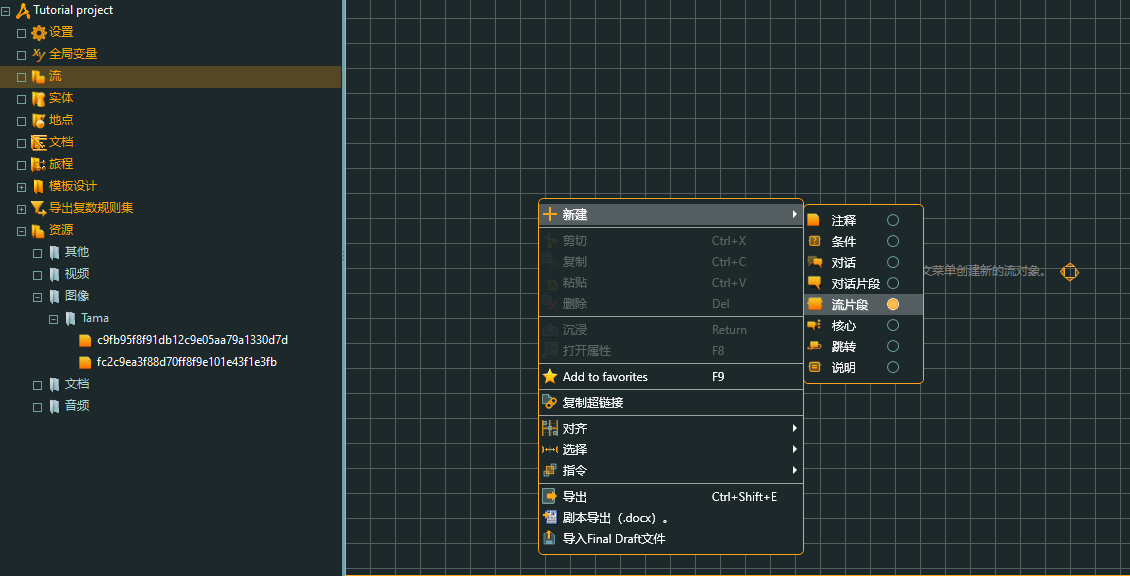 Tutorial project
设置
全局变量
流
实体
地点
文档
旅程
模板设计
导出复数规则集
资源
其他
视频
图像
Tama
c9fb95f8f91db12c9e05aa79a1330d7d
fc2c9ea3f88d70ff8f9e101e43f1e3fb
文档
音频
新建
剪切 Ctrl+X
复制 Ctrl+C
粘贴 Ctrl+V
删除 Del
沉浸 Return
打开属性 F8
Add to favorites F9
复制超链接
对齐
选择
指令
导出 Ctrl+Shift+E
剧本导出（.docx）。
导入Final Draft文件
注释
条件
对话
对话片段
流片段
核心
跳转
说明
文菜单创建新的流对象。